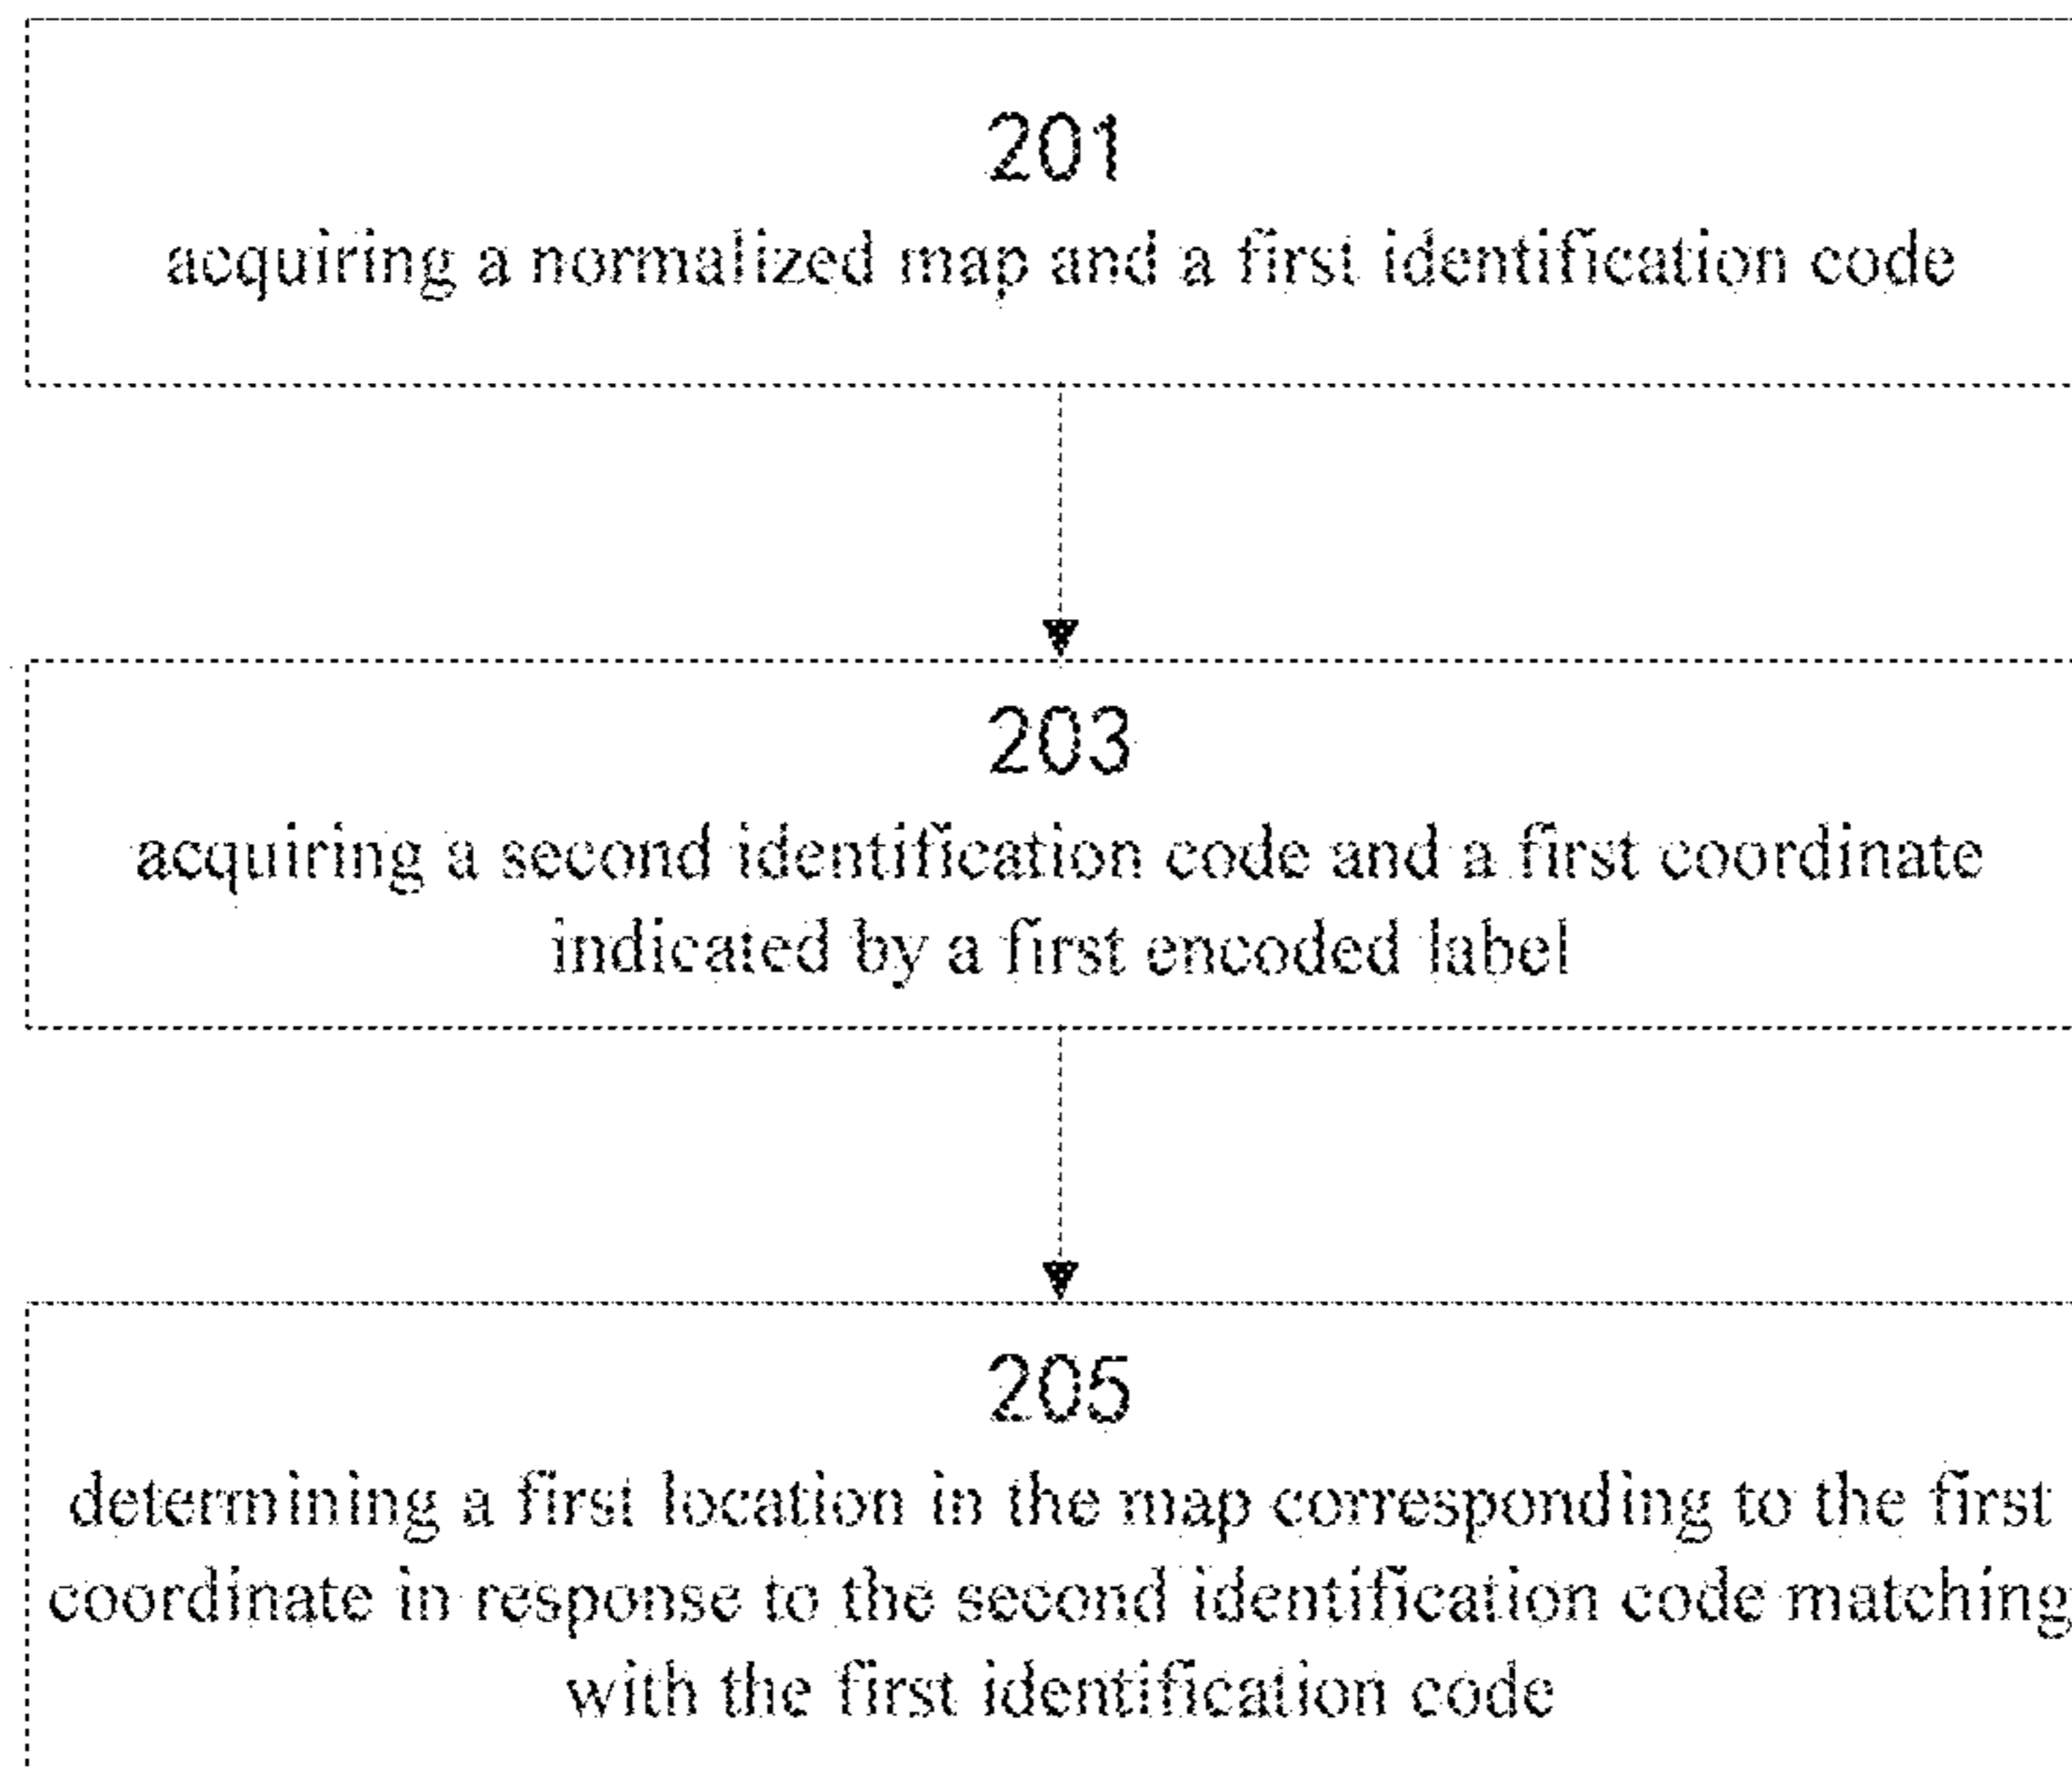 201
acquiring a normalized map and a first identification code
203
acquiring a second identification code and a first coordinate
indicated by a first encoded label
205
determining a first location in the map corresponding to the first
coordinate in response to the second identification code matching
with the first identification code